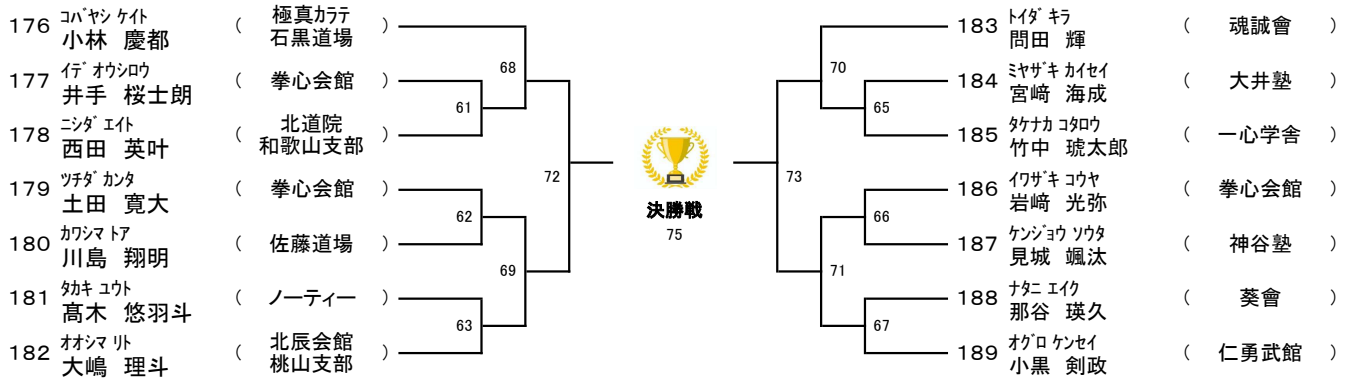 176 コバヤシ ケイト 小林 慶都 ( 極真カラテ 石黒道場 )
177 イデ オウシロウ 井手 桜士朗 ( 拳心会館 )
178 ニシダ エイト 西田 英叶 ( 北道院 和歌山支部 )
179 ツチダ カンタ 土田 寛大 ( 拳心会館 )
180 カワシマ トア 川島 翔明 ( 佐藤道場 )
181 タカキ ユウト 髙木 悠羽斗 ( ノーティー )
182 オオシマ リト 大嶋 理斗 ( 北辰会館 桃山支部 )
68
61
72
62
69
63
決勝戦
75
70
65
73
66
71
67
183 トイダ キラ 問田 輝 ( 魂誠會 )
184 ミヤザキ カイセイ 宮﨑 海成 ( 大井塾 )
185 タケナカ コタロウ 竹中 琥太郎 ( 一心学舎 )
186 イワザキ コウヤ 岩﨑 光弥 ( 拳心会館 )
187 ケンジョウ ソウタ 見城 颯汰 ( 神谷塾 )
188 ナタニ エイク 那谷 瑛久 ( 葵會 )
189 オグロ ケンセイ 小黒 剣政 ( 仁勇武館 )